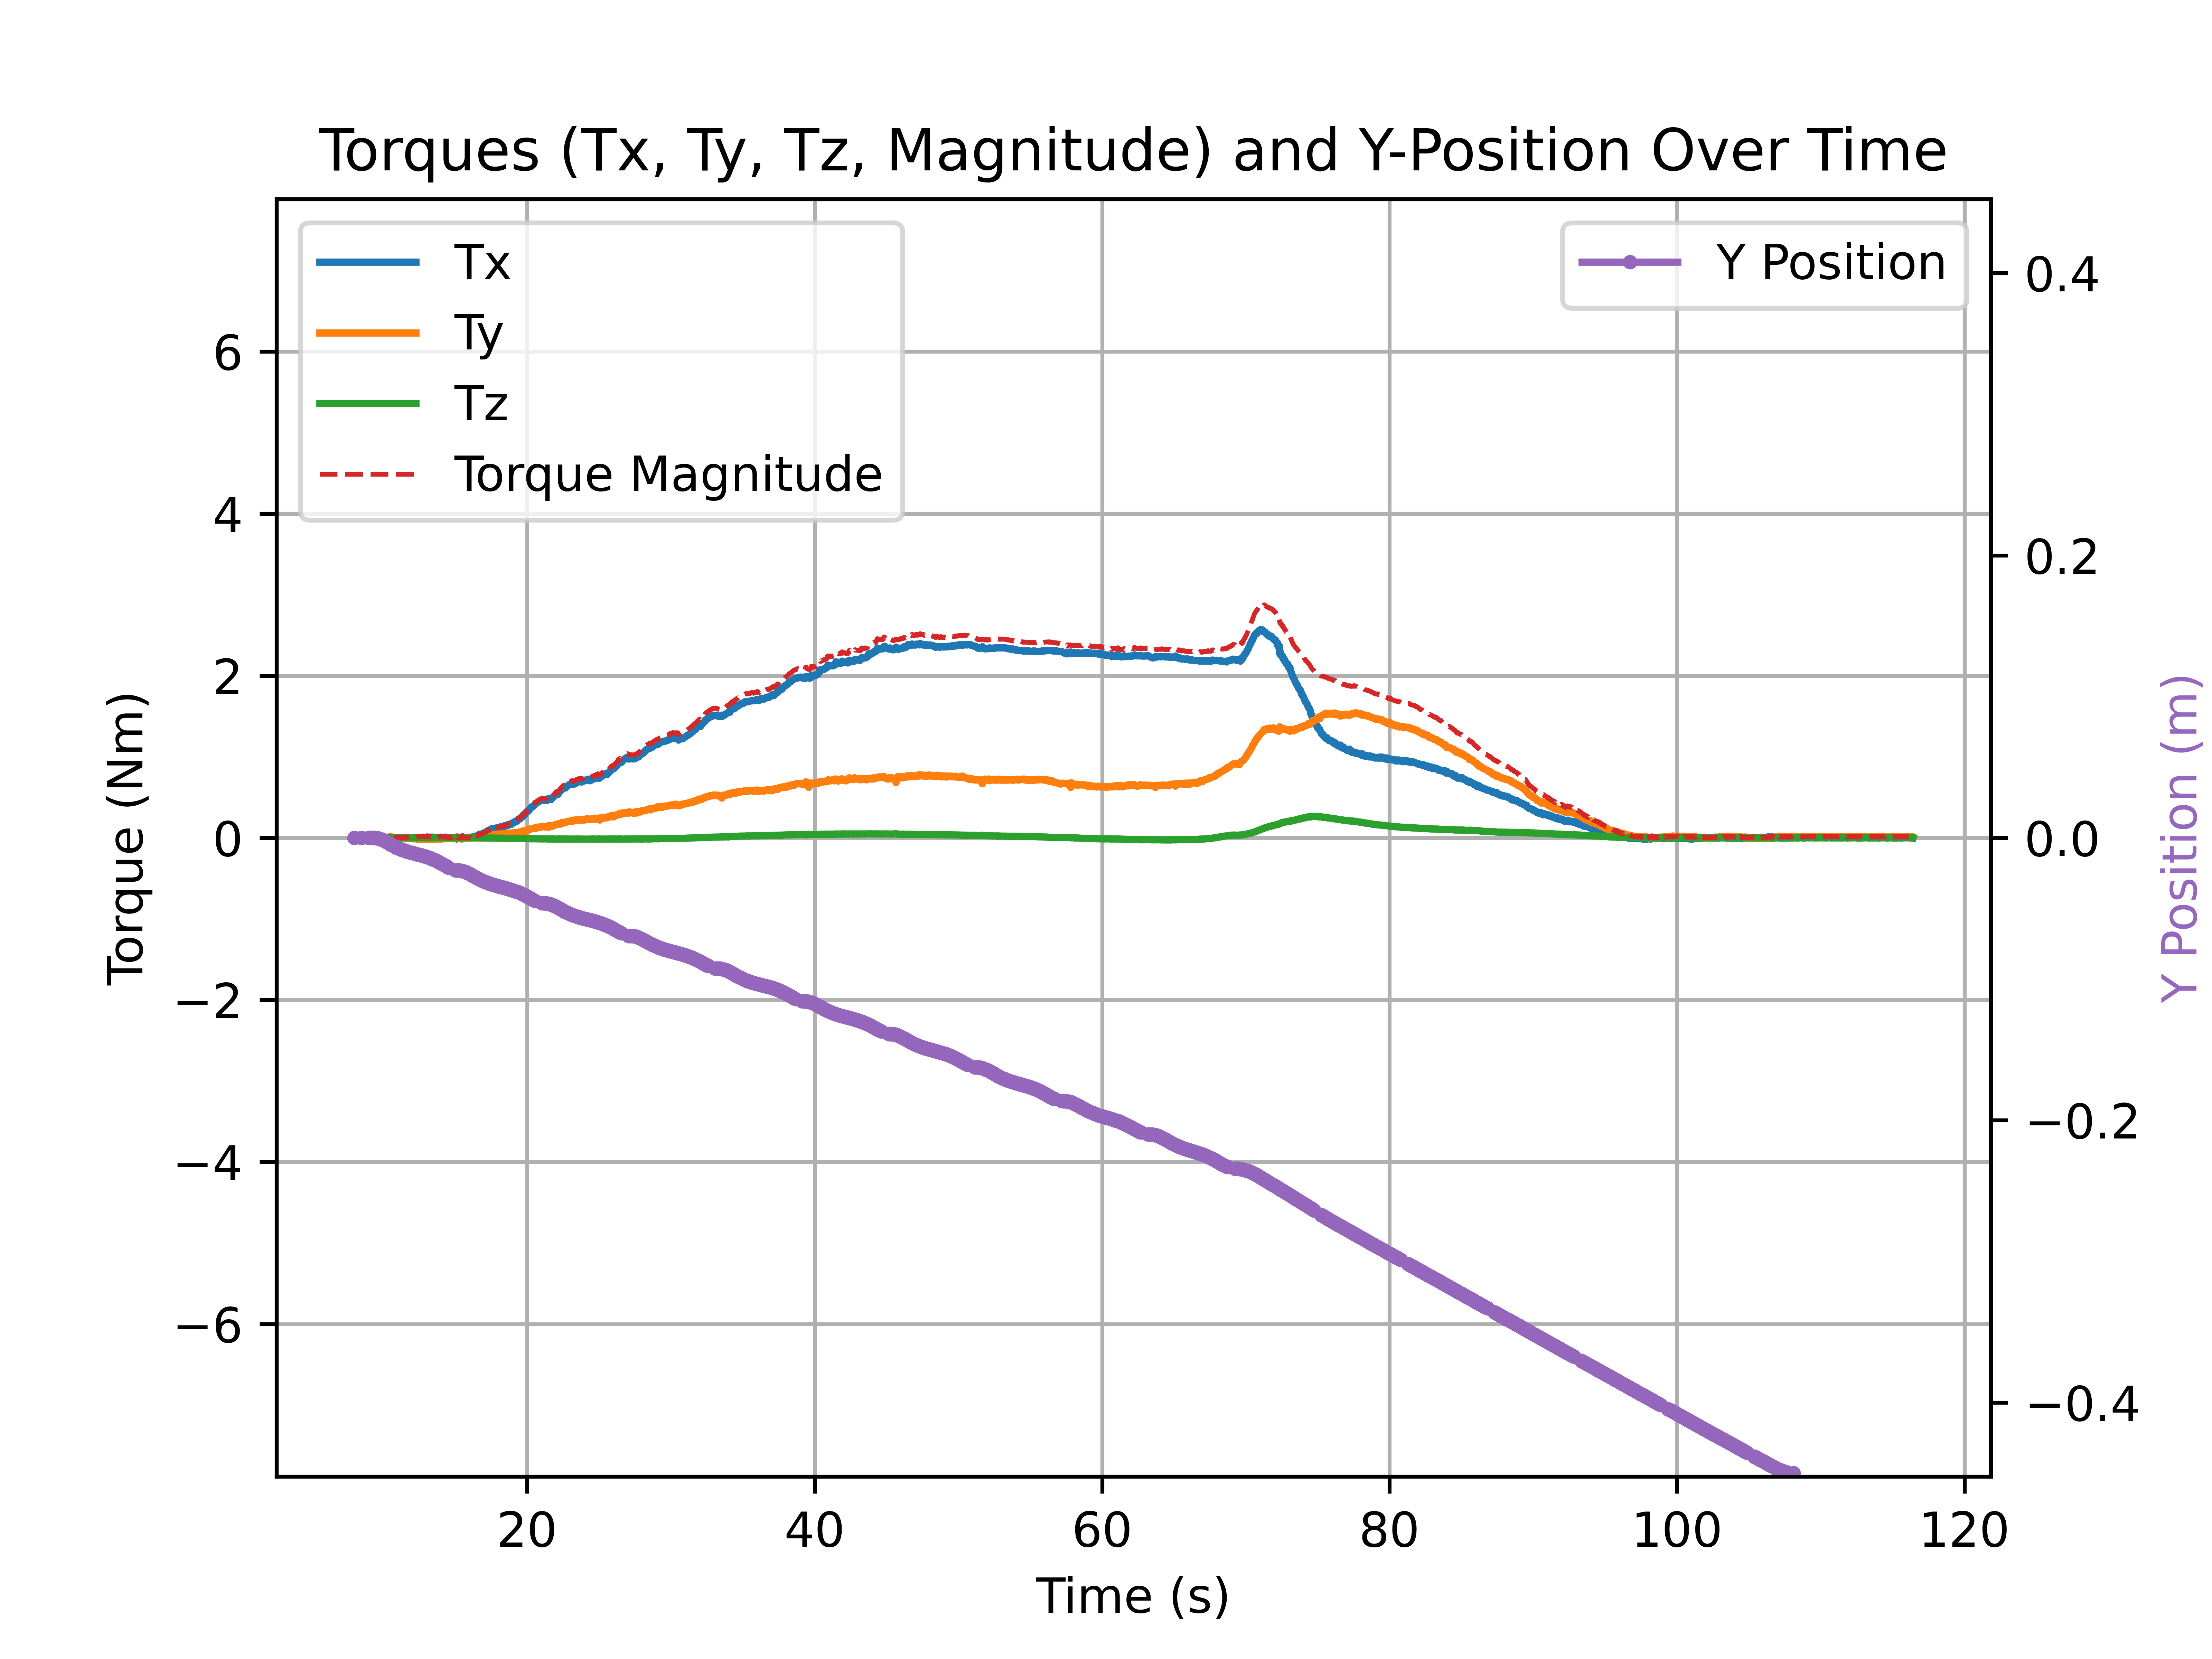 Torques (Tx, Ty, Tz, Magnitude) and Y-Position Over Time
Tx
Ty
Tz
Torque Magnitude
Y Position
6
4
2
0
−2
−4
−6
Torque (Nm)
0.4
0.2
0.0
−0.2
−0.4
Y Position (m)
20 40 60 80 100 120
Time (s)